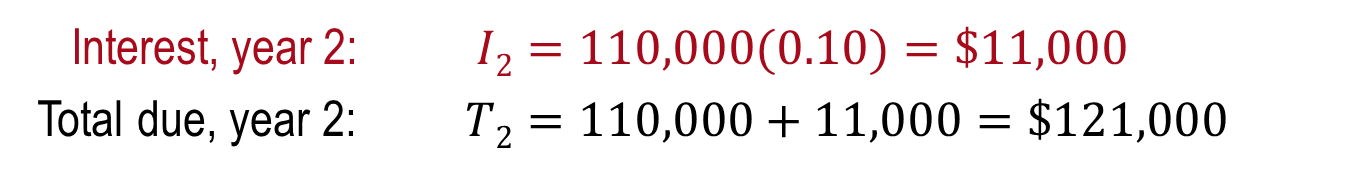 Interest, year 2: I₂ = 110,000(0.10) = $11,000
Total due, year 2: T₂ = 110,000 + 11,000 = $121,000